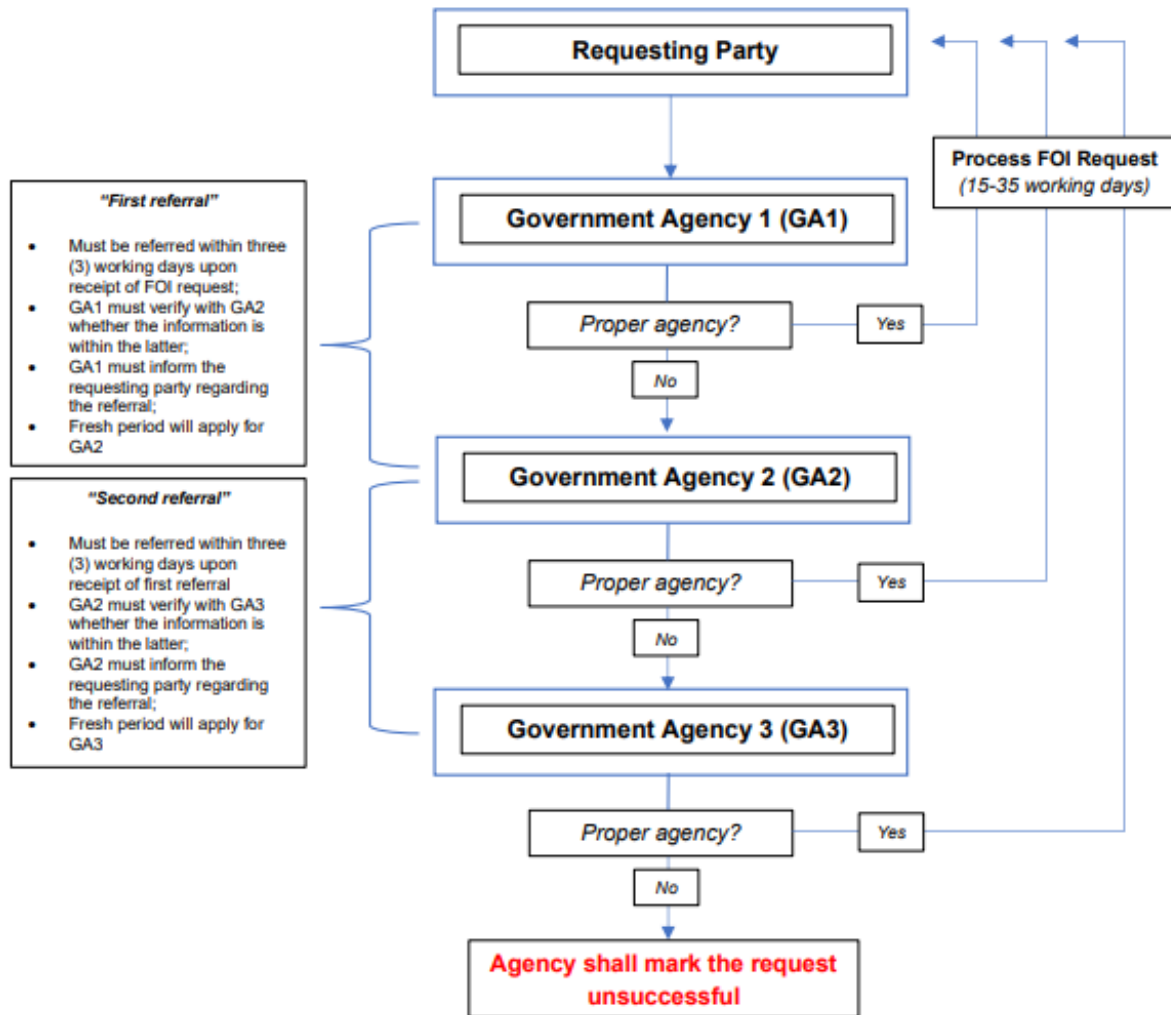 Requesting Party
Process FOI Request
(15-35 working days)
“First referral”
• Must be referred within three
(3) working days upon
receipt of FOI request;
• GA1 must verify with GA2
whether the information is
within the latter;
• GA1 must inform the
requesting party regarding
the referral;
• Fresh period will apply for
GA2
Government Agency 1 (GA1)
Proper agency?
Yes
No
Government Agency 2 (GA2)
“Second referral”
• Must be referred within three
(3) working days upon
receipt of first referral
• GA2 must verify with GA3
whether the information is
within the latter;
• GA2 must inform the
requesting party regarding
the referral;
• Fresh period will apply for
GA3
Proper agency?
Yes
No
Government Agency 3 (GA3)
Proper agency?
Yes
No
Agency shall mark the request
unsuccessful